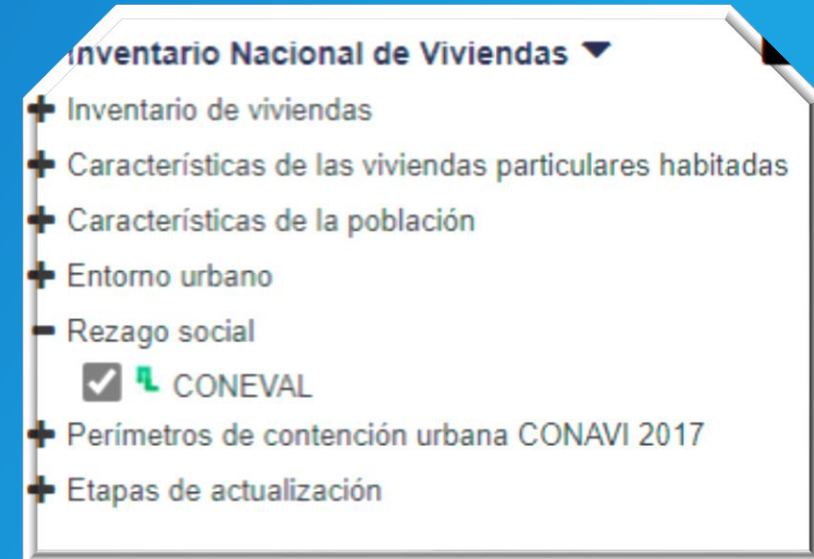 Inventario Nacional de Viviendas
Inventario de viviendas
Características de las viviendas particulares habitadas
Características de la población
Entorno urbano
Rezago social
CONEVAL
Perímetros de contención urbana CONAVI 2017
Etapas de actualización